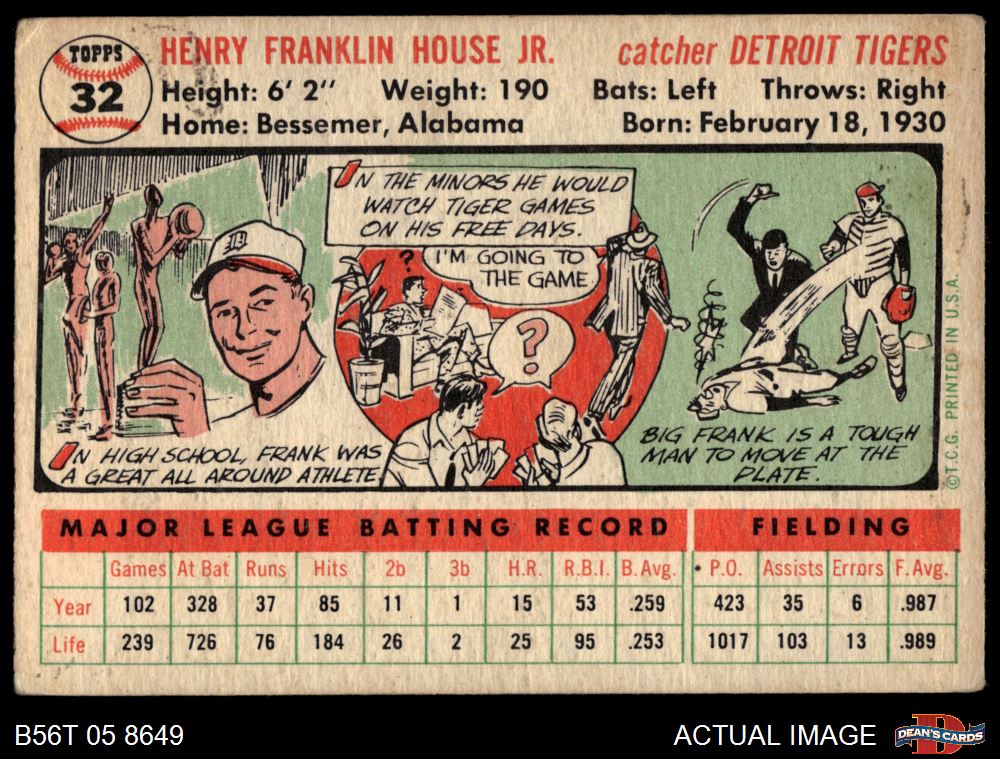 TOPPS
32
HENRY FRANKLIN HOUSE JR. catcher DETROIT TIGERS
Height: 6' 2'' Weight: 190 Bats: Left Throws: Right
Home: Bessemer, Alabama Born: February 18, 1930
D
IN HIGH SCHOOL, FRANK WAS
A GREAT ALL AROUND ATHLETE
IN THE MINORS HE WOULD
WATCH TIGER GAMES
ON HIS FREE DAYS.
?
I'M GOING TO
THE GAME
?
BIG FRANK IS A TOUGH
MAN TO MOVE AT THE
PLATE.
©T.C.G. PRINTED IN U.S.A.
MAJOR LEAGUE BATTING RECORD FIELDING
Games At Bat Runs Hits 2b 3b H.R. R.B.I. B. Avg. P.O. Assists Errors F. Avg.
Year 102 328 37 85 11 1 15 53 .259 423 35 6 .987
Life 239 726 76 184 26 2 25 95 .253 1017 103 13 .989
B56T 05 8649 ACTUAL IMAGE
DEAN'S CARDS